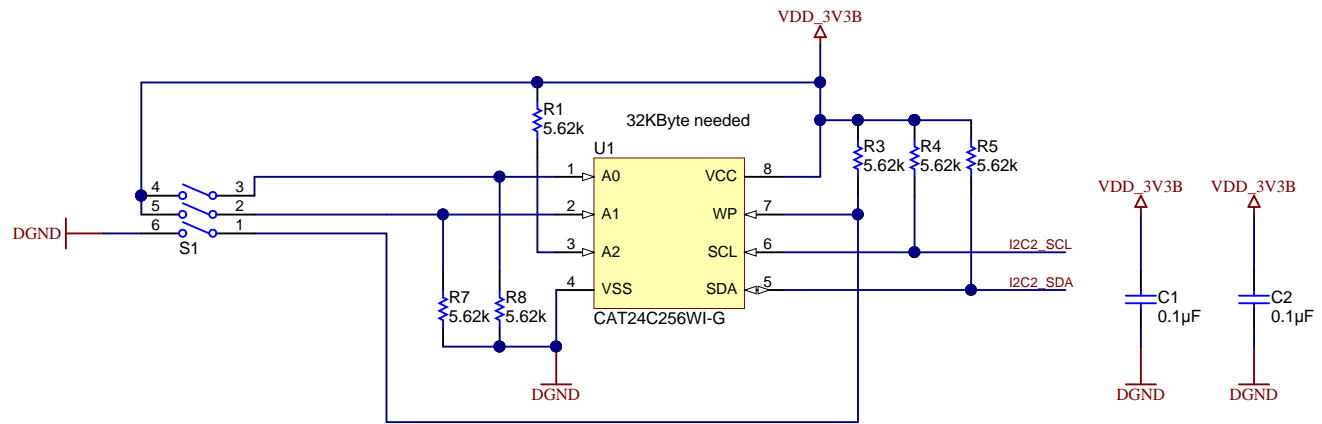 VDD_3V3B
R1
5.62k
32KByte needed
U1
R3
5.62k
R4
5.62k
R5
5.62k
1 A0 VCC 8
2 A1 WP 7
3 A2 SCL 6
4 VSS SDA 5
CAT24C256WI-G
4 3
5 2
6 1
S1
DGND
I2C2_SCL
I2C2_SDA
R7
5.62k
R8
5.62k
DGND
VDD_3V3B
C1
0.1µF
DGND
VDD_3V3B
C2
0.1µF
DGND